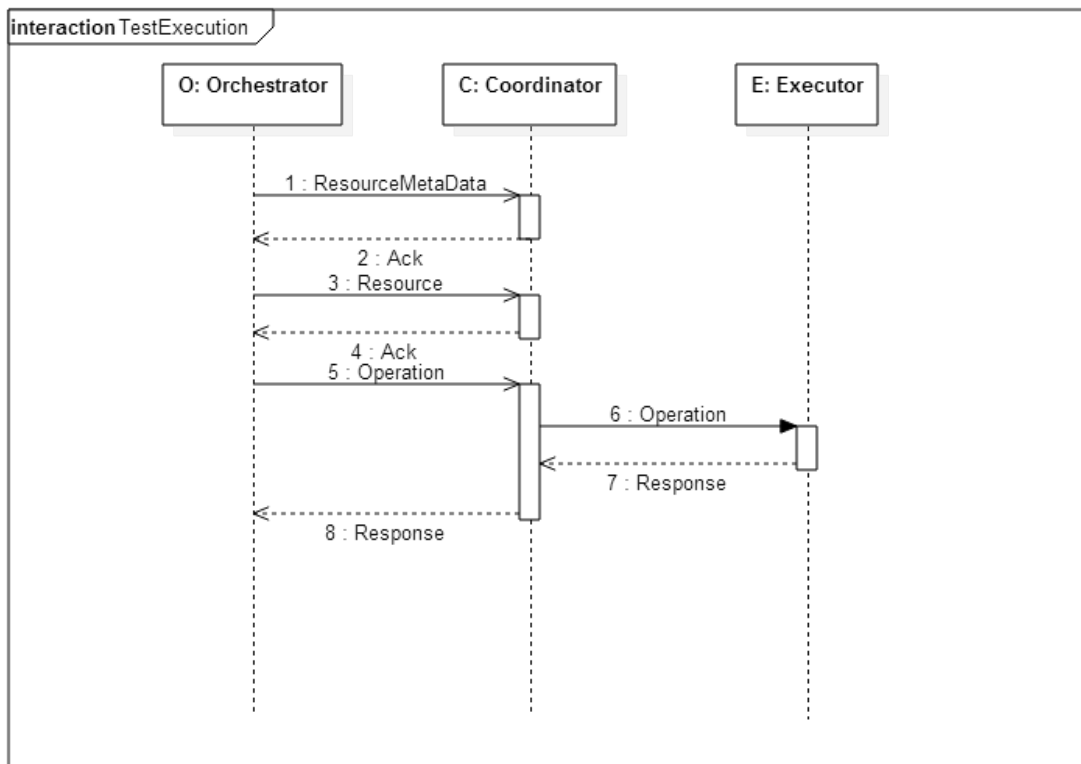 interaction TestExecution
O: Orchestrator
C: Coordinator
E: Executor
1 : ResourceMetaData
2 : Ack
3 : Resource
4 : Ack
5 : Operation
6 : Operation
7 : Response
8 : Response